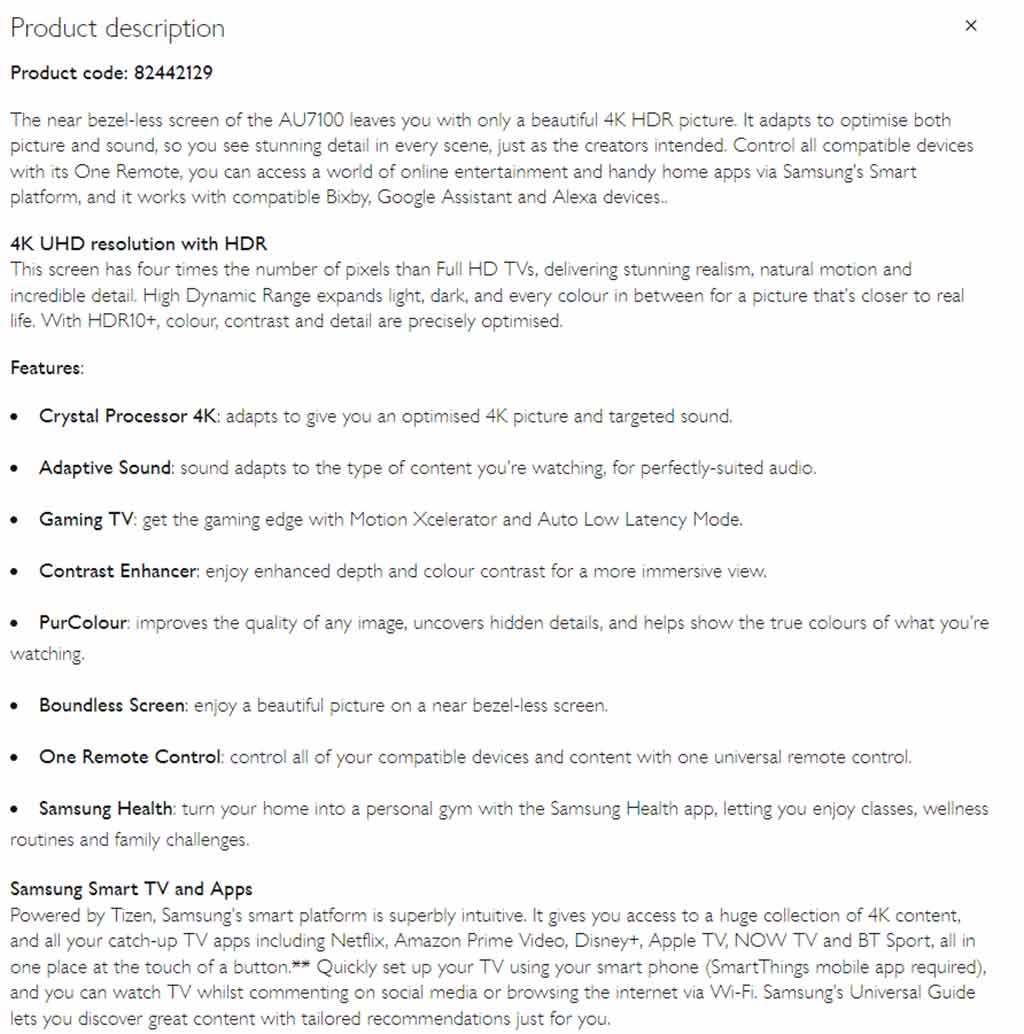 Product description
×
Product code: 82442129
The near bezel-less screen of the AU7100 leaves you with only a beautiful 4K HDR picture. It adapts to optimise both
picture and sound, so you see stunning detail in every scene, just as the creators intended. Control all compatible devices
with its One Remote, you can access a world of online entertainment and handy home apps via Samsung's Smart
platform, and it works with compatible Bixby, Google Assistant and Alexa devices..
4K UHD resolution with HDR
This screen has four times the number of pixels than Full HD TVs, delivering stunning realism, natural motion and
incredible detail. High Dynamic Range expands light, dark, and every colour in between for a picture that's closer to real
life. With HDR10+, colour, contrast and detail are precisely optimised.
Features:
• Crystal Processor 4K: adapts to give you an optimised 4K picture and targeted sound.
• Adaptive Sound: sound adapts to the type of content you're watching, for perfectly-suited audio.
• Gaming TV: get the gaming edge with Motion Xcelerator and Auto Low Latency Mode.
• Contrast Enhancer: enjoy enhanced depth and colour contrast for a more immersive view.
• PurColour: improves the quality of any image, uncovers hidden details, and helps show the true colours of what you're
watching.
• Boundless Screen: enjoy a beautiful picture on a near bezel-less screen.
• One Remote Control: control all of your compatible devices and content with one universal remote control.
• Samsung Health: turn your home into a personal gym with the Samsung Health app, letting you enjoy classes, wellness
routines and family challenges.
Samsung Smart TV and Apps
Powered by Tizen, Samsung's smart platform is superbly intuitive. It gives you access to a huge collection of 4K content,
and all your catch-up TV apps including Netflix, Amazon Prime Video, Disney+, Apple TV, NOW TV and BT Sport, all in
one place at the touch of a button.** Quickly set up your TV using your smart phone (SmartThings mobile app required),
and you can watch TV whilst commenting on social media or browsing the internet via Wi-Fi. Samsung's Universal Guide
lets you discover great content with tailored recommendations just for you.